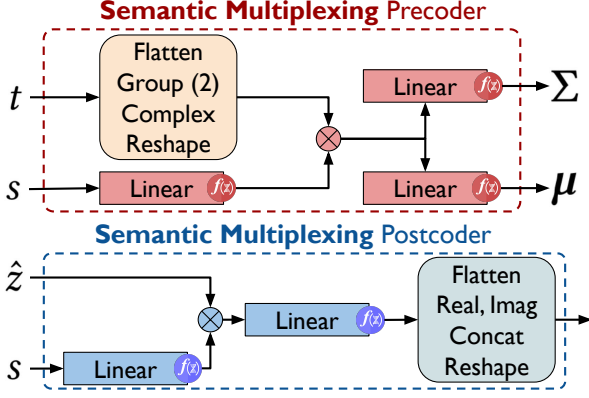 Semantic Multiplexing Precoder
t
Flatten
Group (2)
Complex
Reshape
s
Linear f(z)
⊗
Linear f(z)
Σ
Linear f(z)
μ
Semantic Multiplexing Postcoder
ẑ
s
Linear f(z)
⊗
Linear f(z)
Flatten
Real, Imag
Concat
Reshape